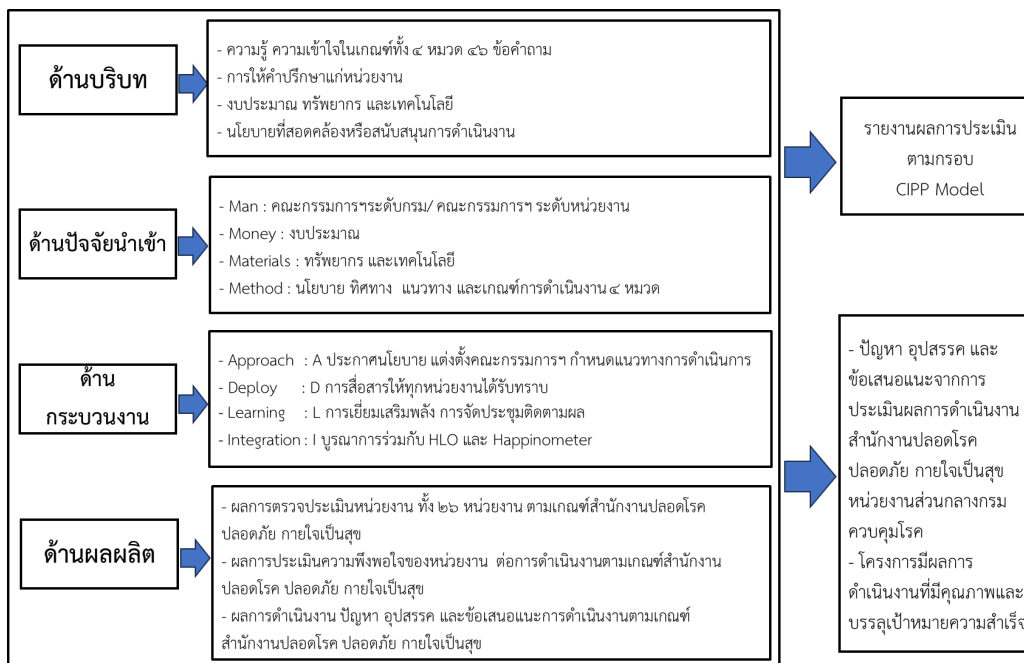 ด้านบริบท
- ความรู้ ความเข้าใจในเกณฑ์ทั้ง ๔ หมวด ๔๖ ข้อคำถาม
- การให้คำปรึกษาแก่หน่วยงาน
- งบประมาณ ทรัพยากร และเทคโนโลยี
- นโยบายที่สอดคล้องหรือสนับสนุนการดำเนินงาน
ด้านปัจจัยนำเข้า
- Man : คณะกรรมการฯระดับกรม/ คณะกรรมการฯ ระดับหน่วยงาน
- Money : งบประมาณ
- Materials : ทรัพยากร และเทคโนโลยี
- Method : นโยบาย ทิศทาง แนวทาง และเกณฑ์การดำเนินงาน ๔ หมวด
ด้าน
กระบวนงาน
- Approach : A ประกาศนโยบาย แต่งตั้งคณะกรรมการฯ กำหนดแนวทางการดำเนินการ
- Deploy : D การสื่อสารให้ทุกหน่วยงานได้รับทราบ
- Learning : L การเยี่ยมเสริมพลัง การจัดประชุมติดตามผล
- Integration : I บูรณาการร่วมกับ HLO และ Happinometer
ด้านผลผลิต
- ผลการตรวจประเมินหน่วยงาน ทั้ง ๒๖ หน่วยงาน ตามเกณฑ์สำนักงานปลอดโรค
ปลอดภัย กายใจเป็นสุข
- ผลการประเมินความพึงพอใจของหน่วยงาน ต่อการดำเนินงานตามเกณฑ์สำนักงาน
ปลอดโรค ปลอดภัย กายใจเป็นสุข
- ผลการดำเนินงาน ปัญหา อุปสรรค และข้อเสนอแนะการดำเนินงานตามเกณฑ์
สำนักงานปลอดโรค ปลอดภัย กายใจเป็นสุข
รายงานผลการประเมิน
ตามกรอบ
CIPP Model
- ปัญหา อุปสรรค และ
ข้อเสนอแนะจากการ
ประเมินผลการดำเนินงาน
สำนักงานปลอดโรค
ปลอดภัย กายใจเป็นสุข
หน่วยงานส่วนกลางกรม
ควบคุมโรค
- โครงการมีผลการ
ดำเนินงานที่มีคุณภาพและ
บรรลุเป้าหมายความสำเร็จ